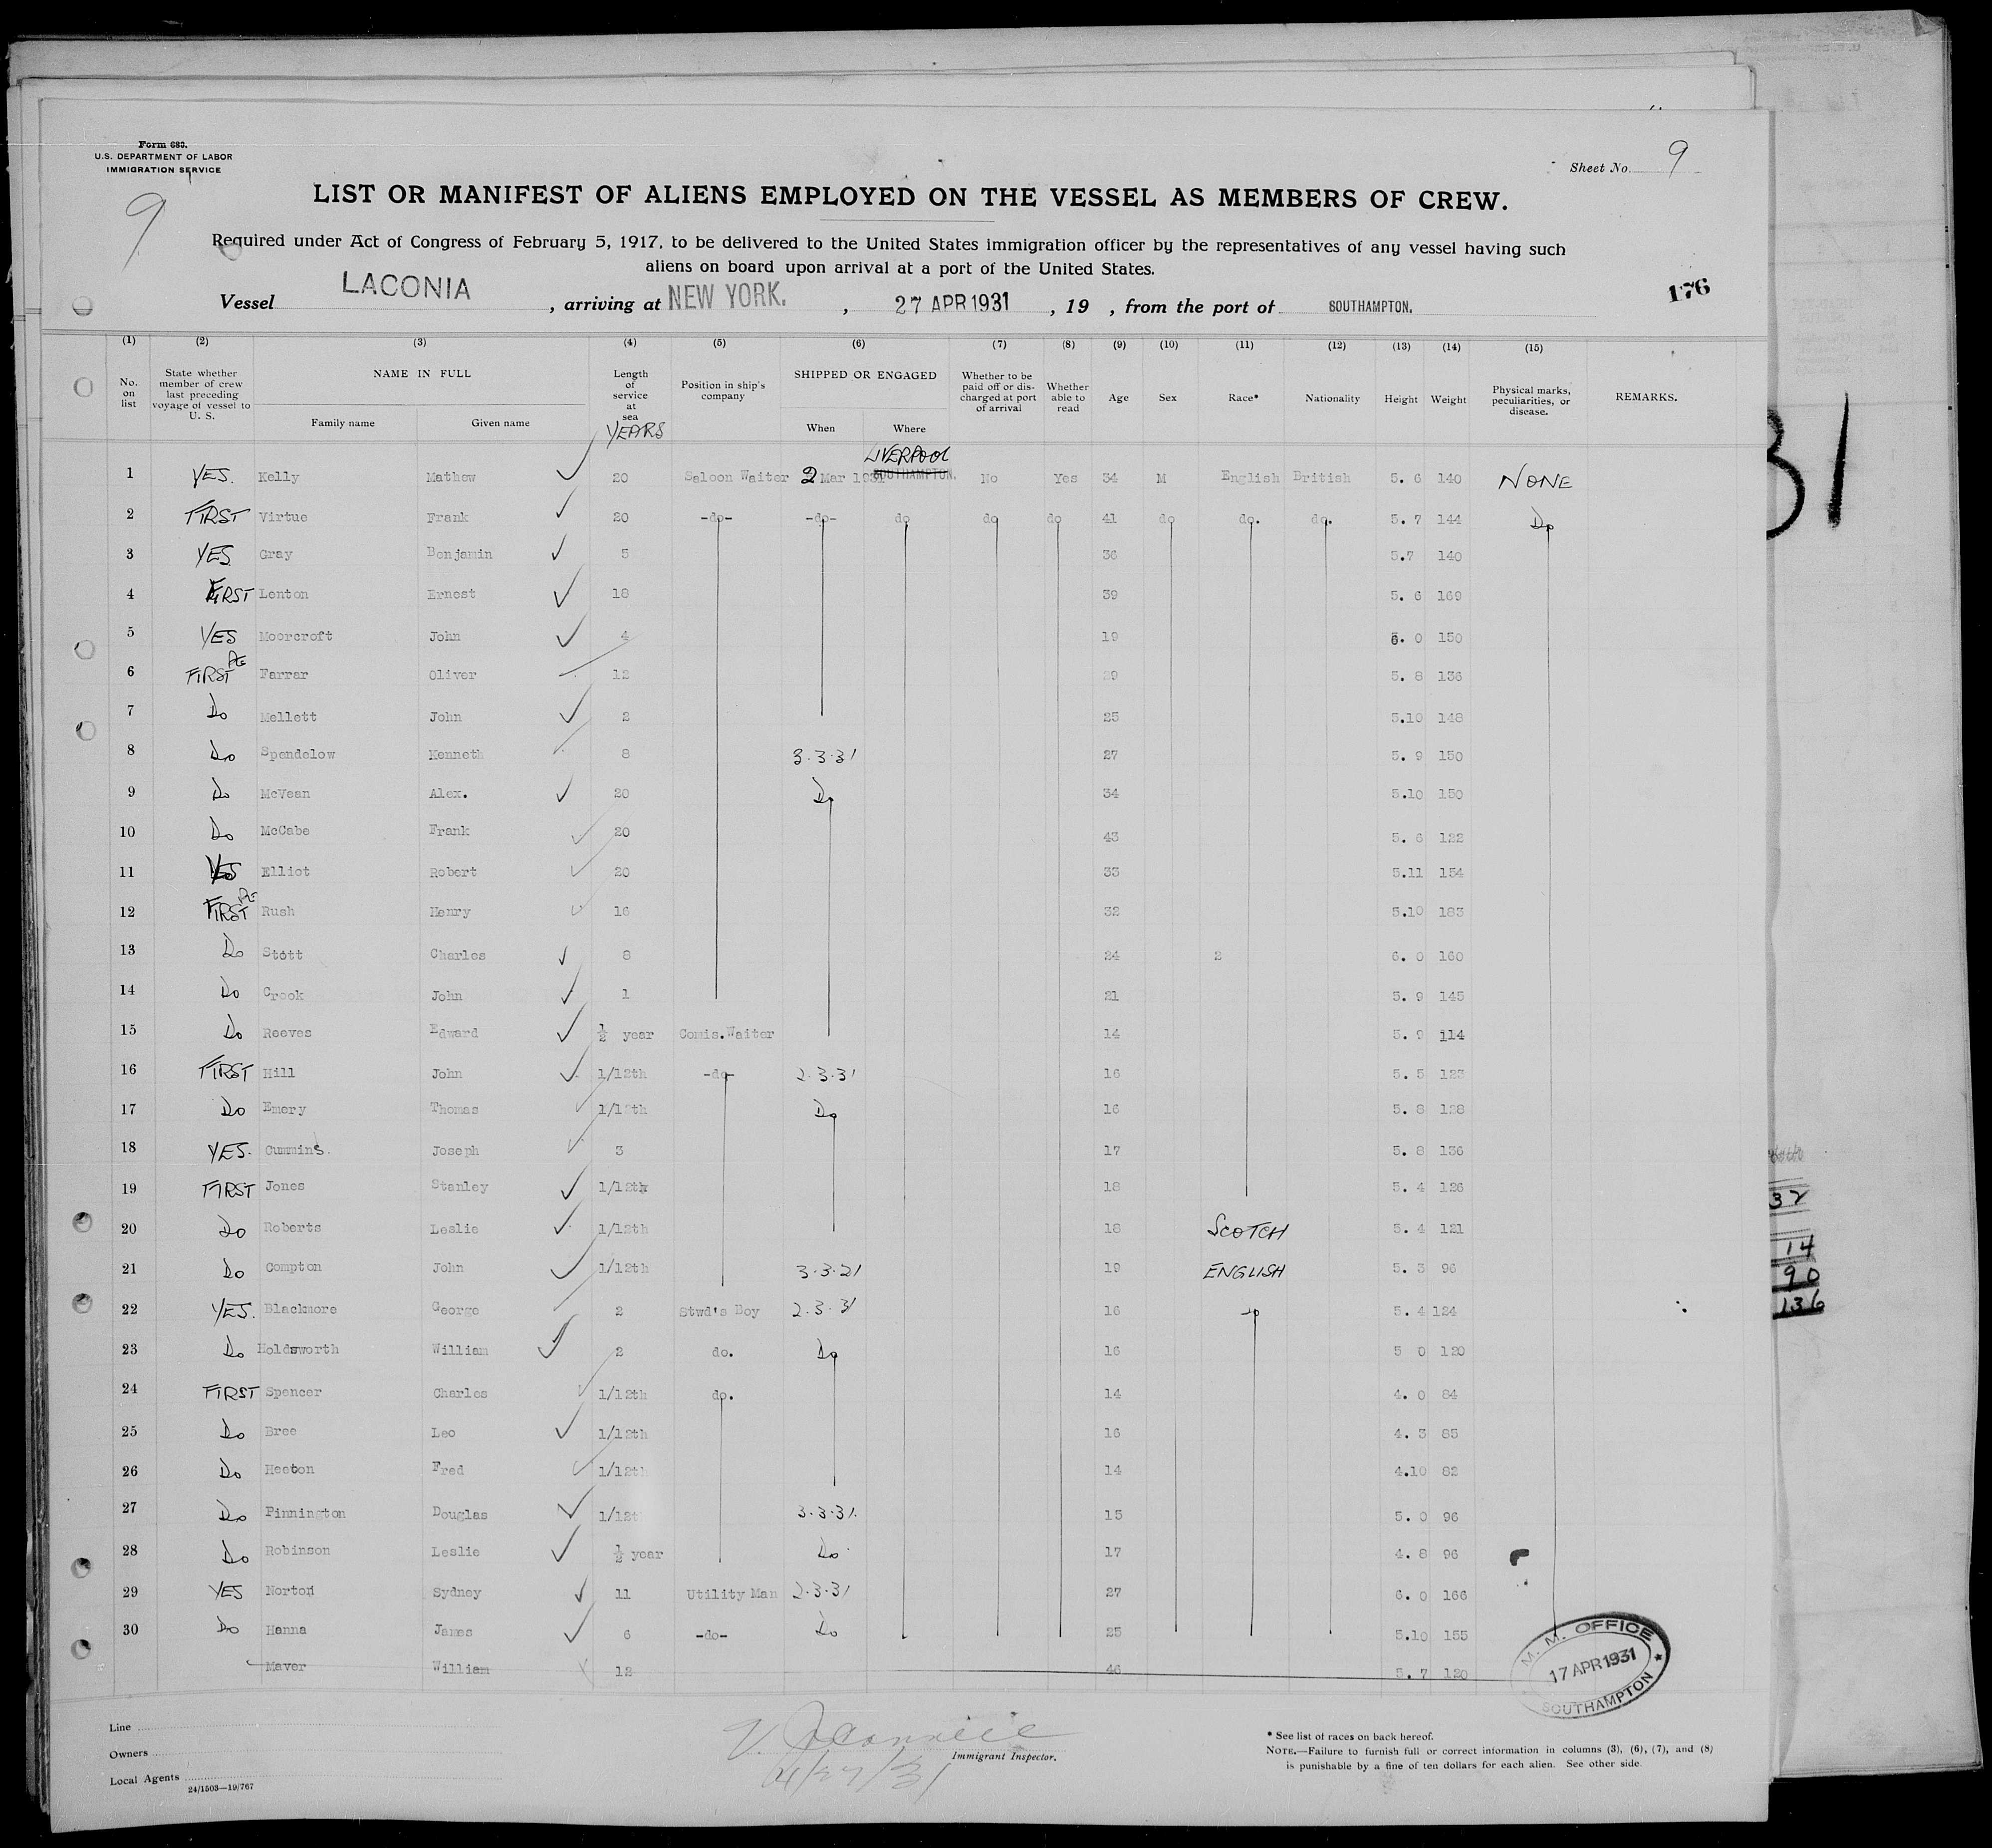 Form 680.
U.S. DEPARTMENT OF LABOR
IMMIGRATION SERVICE
Sheet No. 9
9
LIST OR MANIFEST OF ALIENS EMPLOYED ON THE VESSEL AS MEMBERS OF CREW.
Required under Act of Congress of February 5, 1917, to be delivered to the United States immigration officer by the representatives of any vessel having such
aliens on board upon arrival at a port of the United States.
176
Vessel LACONIA , arriving at NEW YORK. , 27 APR 1931 , 19 , from the port of SOUTHAMPTON.
(1) (2) (3) (4) (5) (6) (7) (8) (9) (10) (11) (12) (13) (14) (15)
No. on list State whether member of crew last preceding voyage of vessel to U. S. NAME IN FULL Family name Given name Length of service at sea YEARS Position in ship's company SHIPPED OR ENGAGED When Where Whether to be paid off or discharged at port of arrival Whether able to read Age Sex Race* Nationality Height Weight Physical marks, peculiarities, or disease. REMARKS.
LIVERPOOL
1 YES. Kelly Mathew 20 Saloon Waiter 2 Mar 1931 SOUTHAMPTON. No Yes 34 M English British 5. 6 140 NONE
2 FIRST Virtue Frank 20 -do- -do- do do do 41 do do. do. 5. 7 144 Do
3 YES Gray Benjamin 5 36 5.7 140
4 FIRST Lenton Ernest 18 39 5. 6 169
5 YES Moorcroft John 4 19 6. 0 150
6 FIRST Farrar Oliver 12 29 5. 8 136
7 Do Mellett John 2 25 5.10 148
8 Do Spendelow Kenneth 8 3.3.31 27 5. 9 150
9 Do McVean Alex. 20 Do 34 5.10 150
10 Do McCabe Frank 20 43 5. 6 122
11 YES Elliot Robert 20 33 5.11 154
12 FIRST Rush Henry 16 32 5.10 183
13 Do Stott Charles 8 24 2 6. 0 160
14 Do Crook John 1 21 5. 9 145
15 Do Reeves Edward ½ year Comis.Waiter 14 5. 9 114
16 FIRST Hill John 1/12th -do- 2.3.31 16 5. 5 123
17 Do Emery Thomas 1/12th Do 16 5. 8 128
18 YES. Cummins. Joseph 3 17 5. 8 136
19 FIRST Jones Stanley 1/12th 18 5. 4 126
20 Do Roberts Leslie 1/12th 18 SCOTCH 5. 4 121
21 Do Compton John 1/12th 3.3.21 19 ENGLISH 5. 3 96
22 YES. Blackmore George 2 Stwd's Boy 2.3.31 16 do 5. 4 124
23 Do Holdsworth William 2 do. Do 16 5 0 120
24 FIRST Spencer Charles 1/12th do. 14 4. 0 84
25 Do Bree Leo 1/12th 16 4. 3 85
26 Do Heeton Fred 1/12th 14 4.10 82
27 Do Pinnington Douglas 1/12t 3.3.31. 15 5. 0 96
28 Do Robinson Leslie ½ year Do 17 4. 8 96
29 YES Norton Sydney 11 Utility Man 2.3.31 27 6. 0 166
30 Do Hanna James 6 -do- Do 25 5.10 155
Maver William 12 46 5. 7 120
M. M. OFFICE
17 APR 1931
SOUTHAMPTON
Line
Owners
Local Agents
24/1503—19/767
Immigrant Inspector.
4/27/31
* See list of races on back hereof.
NOTE.—Failure to furnish full or correct information in columns (3), (6), (7), and (8)
is punishable by a fine of ten dollars for each alien. See other side.
31
32
14
90
136